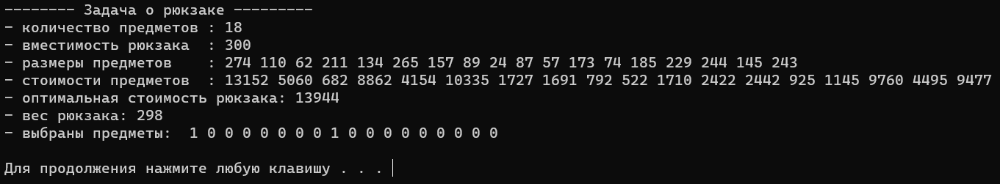 -------- Задача о рюкзаке ---------
- количество предметов : 18
- вместимость рюкзака  : 300
- размеры предметов    : 274 110 62 211 134 265 157 89 24 87 57 173 74 185 229 244 145 243
- стоимости предметов  : 13152 5060 682 8862 4154 10335 1727 1691 792 522 1710 2422 2442 925 1145 9760 4495 9477
- оптимальная стоимость рюкзака: 13944
- вес рюкзака: 298
- выбраны предметы:  1 0 0 0 0 0 0 0 1 0 0 0 0 0 0 0 0 0
Для продолжения нажмите любую клавишу . . .